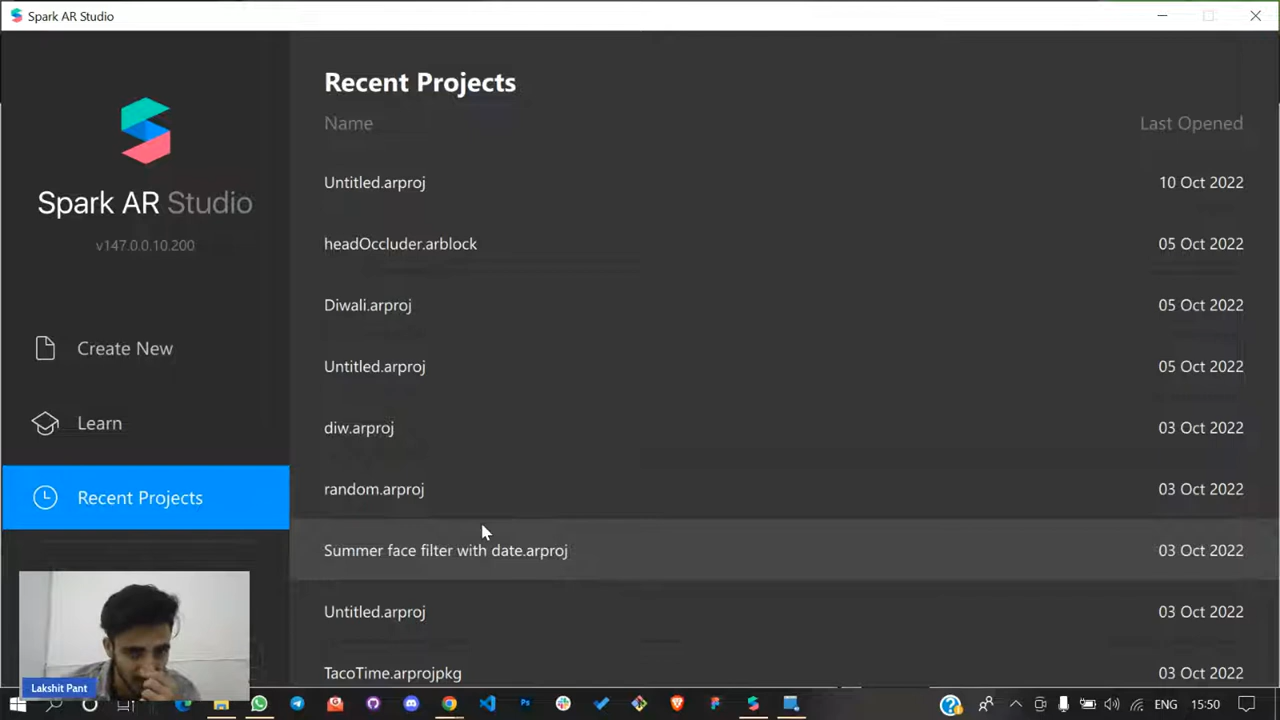 Spark AR Studio
Recent Projects
Name
Last Opened
Spark AR Studio
v147.0.0.10.200
Create New
Learn
Recent Projects
Untitled.arproj
10 Oct 2022
headOccluder.arblock
05 Oct 2022
Diwali.arproj
05 Oct 2022
Untitled.arproj
05 Oct 2022
diw.arproj
03 Oct 2022
random.arproj
03 Oct 2022
Summer face filter with date.arproj
03 Oct 2022
Untitled.arproj
03 Oct 2022
TacoTime.arprojpkg
03 Oct 2022
Lakshit Pant
ENG
15:50